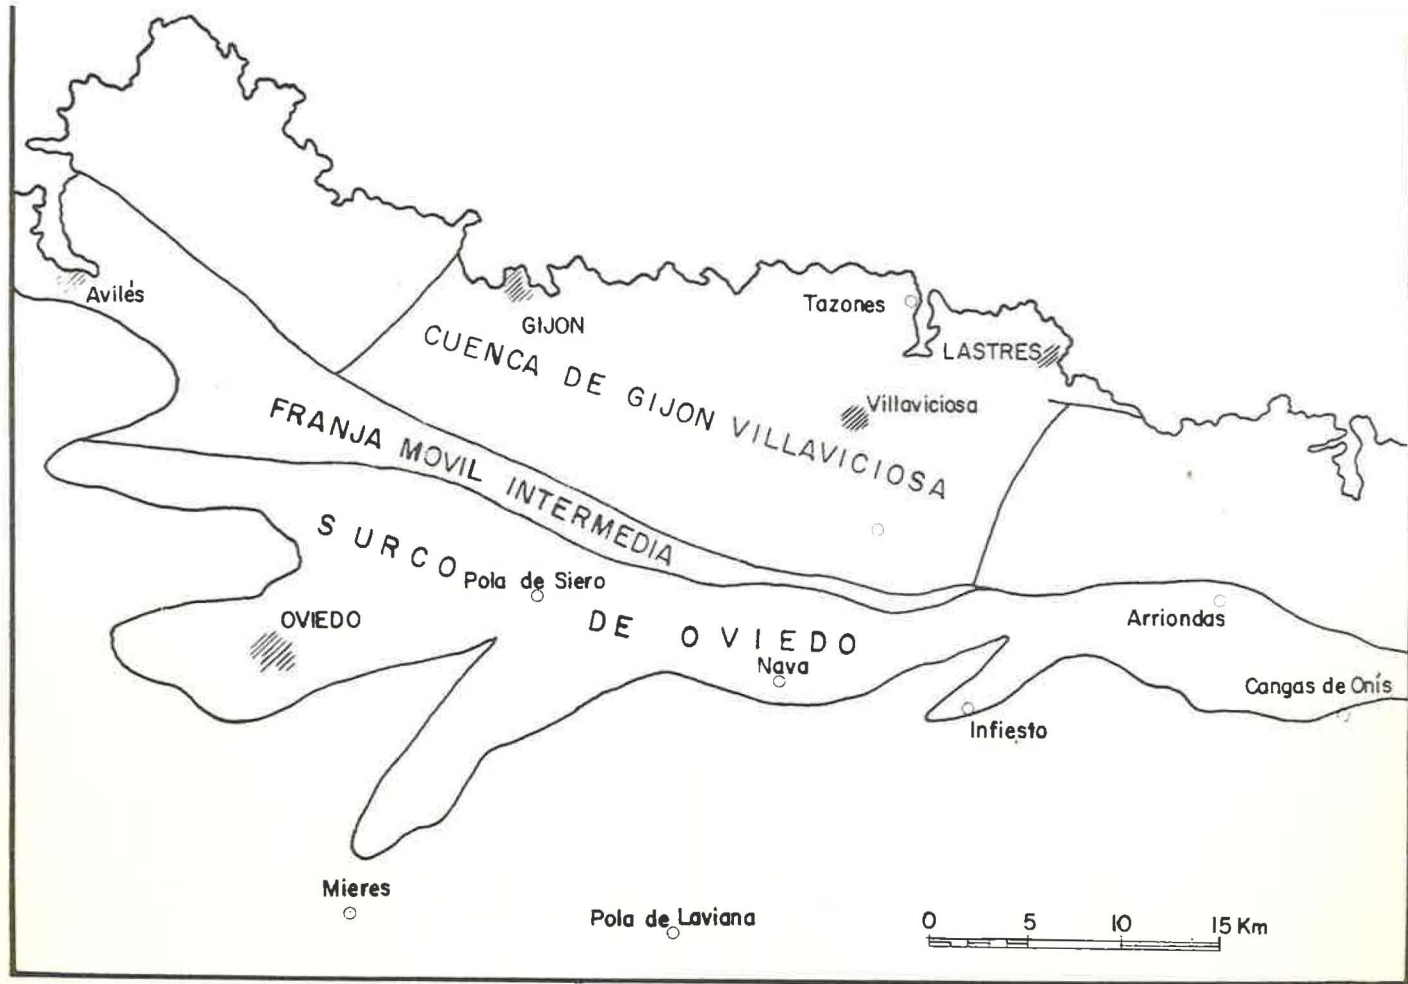 Avilés
GIJON
Tazones
LASTRES
Villaviciosa
CUENCA DE GIJON VILLAVICIOSA
FRANJA MOVIL INTERMEDIA
SURCO DE OVIEDO
Pola de Siero
OVIEDO
Nava
Arriondas
Cangas de Onís
Infiesto
Mieres
Pola de Laviana
0 5 10 15 Km